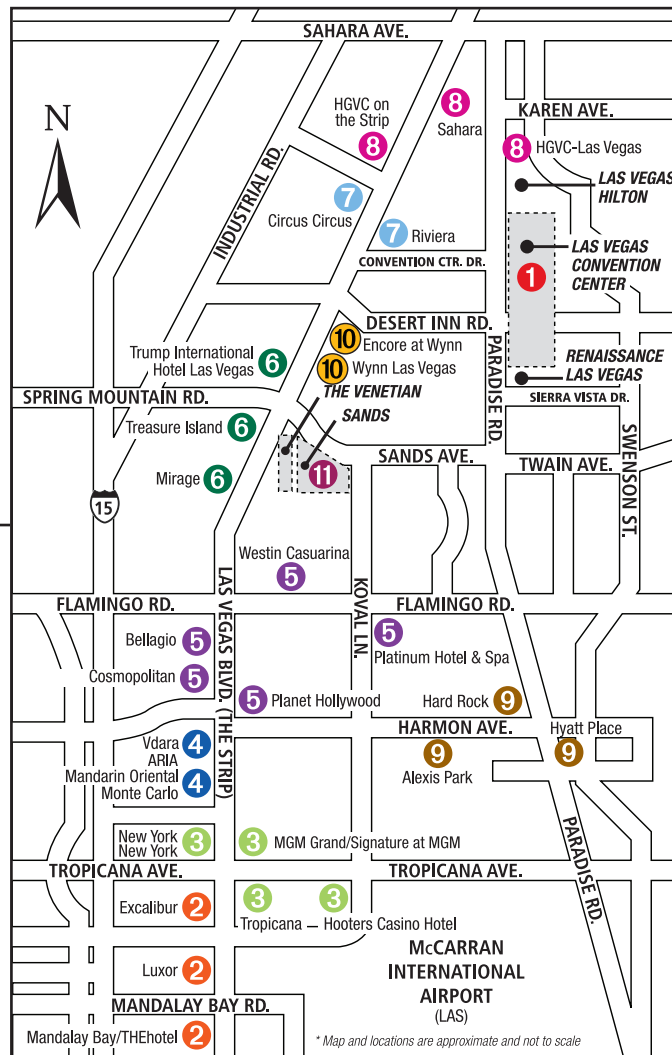 SAHARA AVE.
N
HGVC on
the Strip
8
8
Sahara
KAREN AVE.
8
HGVC-Las Vegas
INDUSTRIAL RD.
LAS VEGAS
HILTON
7
Circus Circus
7
Riviera
CONVENTION CTR. DR.
LAS VEGAS
CONVENTION
CENTER
1
DESERT INN RD.
10
Encore at Wynn
Trump International
Hotel Las Vegas
6
10
Wynn Las Vegas
PARADISE RD.
RENAISSANCE
LAS VEGAS
SPRING MOUNTAIN RD.
THE VENETIAN
SIERRA VISTA DR.
SANDS
Treasure Island
6
SANDS AVE.
TWAIN AVE.
SWENSON ST.
Mirage
6
11
15
Westin Casuarina
5
LAS VEGAS BLVD. (THE STRIP)
KOVAL LN.
FLAMINGO RD.
FLAMINGO RD.
Bellagio
5
5
Platinum Hotel & Spa
Cosmopolitan
5
5
Planet Hollywood
Hard Rock
9
HARMON AVE.
Hyatt Place
9
Vdara
ARIA
4
9
Alexis Park
Mandarin Oriental
Monte Carlo
4
PARADISE RD.
New York
New York
3
3
MGM Grand/Signature at MGM
TROPICANA AVE.
TROPICANA AVE.
Excalibur
2
3
3
Tropicana
Hooters Casino Hotel
McCARRAN
INTERNATIONAL
AIRPORT
(LAS)
Luxor
2
MANDALAY BAY RD.
Mandalay Bay/THEhotel
2
* Map and locations are approximate and not to scale